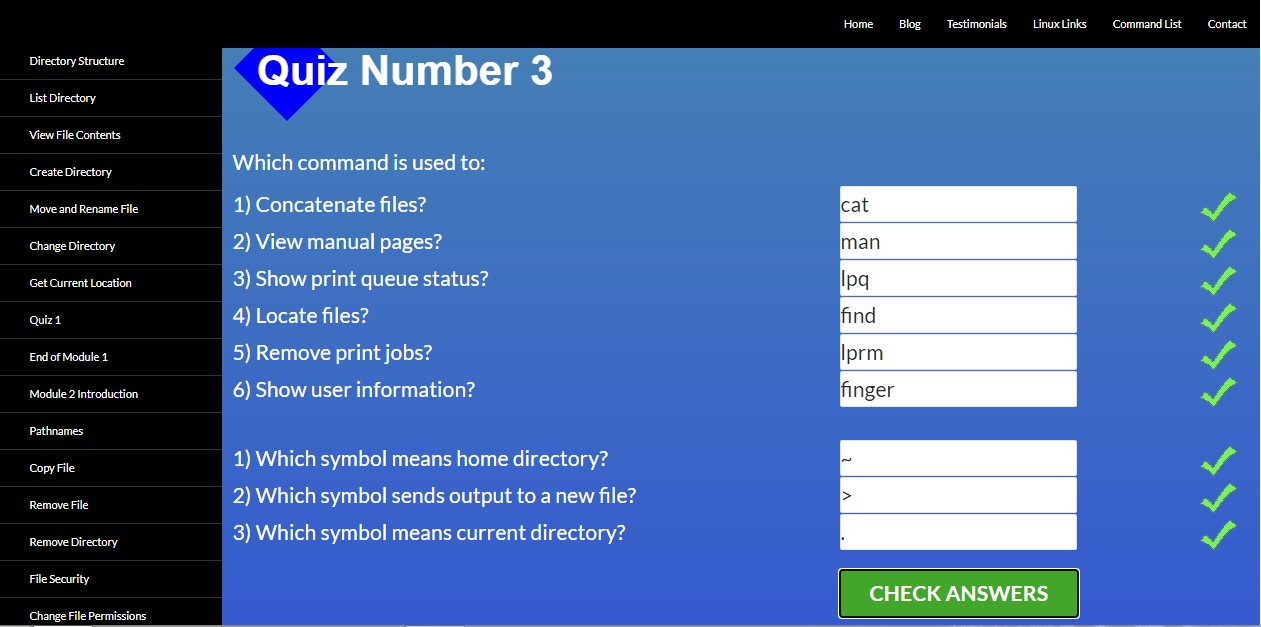 Home Blog Testimonials Linux Links Command List Contact
Directory Structure
List Directory
View File Contents
Create Directory
Move and Rename File
Change Directory
Get Current Location
Quiz 1
End of Module 1
Module 2 Introduction
Pathnames
Copy File
Remove File
Remove Directory
File Security
Change File Permissions
Quiz Number 3
Which command is used to:
1) Concatenate files? cat
2) View manual pages? man
3) Show print queue status? lpq
4) Locate files? find
5) Remove print jobs? lprm
6) Show user information? finger
1) Which symbol means home directory? ~
2) Which symbol sends output to a new file? >
3) Which symbol means current directory? .
CHECK ANSWERS